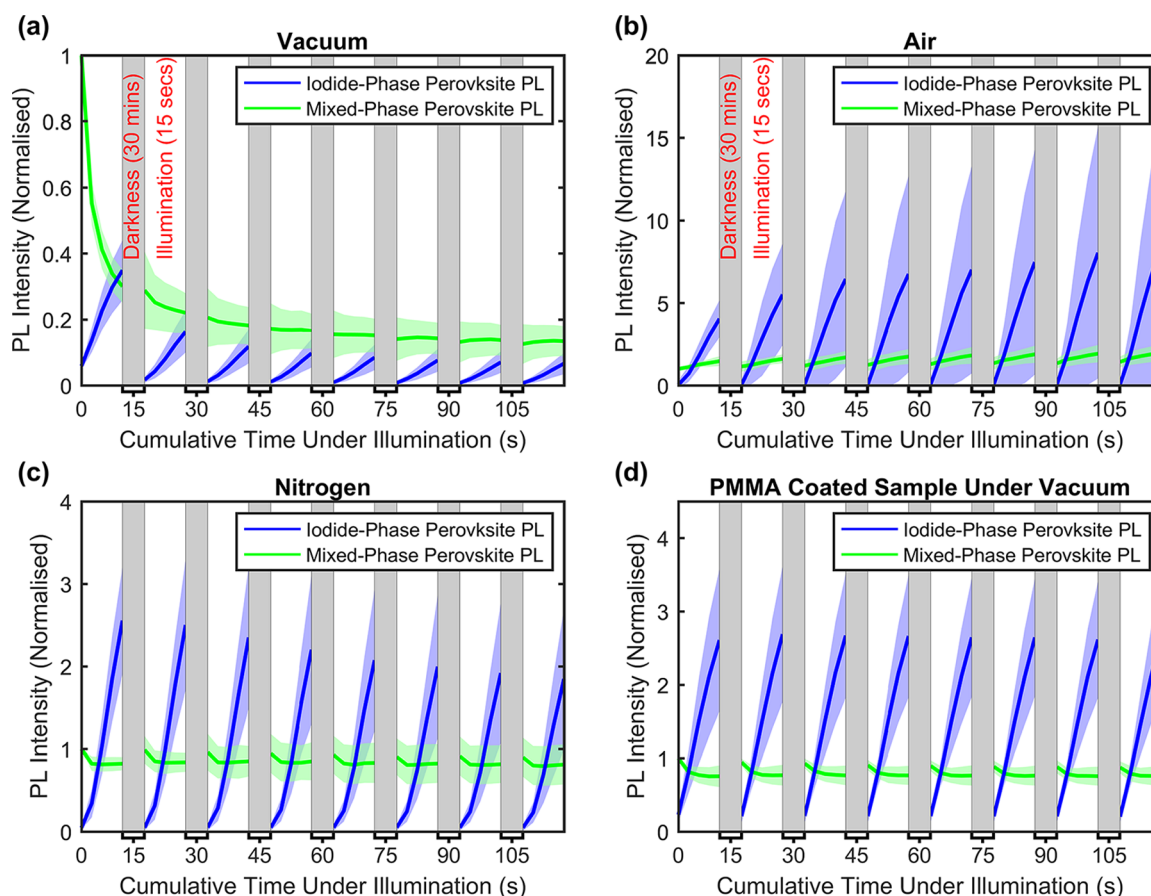 (a)
Vacuum
PL Intensity (Normalised)
1
0.8
0.6
0.4
0.2
0
Darkness (30 mins)
Illumination (15 secs)
Iodide-Phase Perovksite PL
Mixed-Phase Perovskite PL
0 15 30 45 60 75 90 105
Cumulative Time Under Illumination (s)
(b)
Air
PL Intensity (Normalised)
20
15
10
5
0
Darkness (30 mins)
Illumination (15 secs)
Iodide-Phase Perovksite PL
Mixed-Phase Perovskite PL
0 15 30 45 60 75 90 105
Cumulative Time Under Illumination (s)
(c)
Nitrogen
PL Intensity (Normalised)
4
3
2
1
0
Iodide-Phase Perovksite PL
Mixed-Phase Perovskite PL
0 15 30 45 60 75 90 105
Cumulative Time Under Illumination (s)
(d)
PMMA Coated Sample Under Vacuum
PL Intensity (Normalised)
4
3
2
1
0
Iodide-Phase Perovksite PL
Mixed-Phase Perovskite PL
0 15 30 45 60 75 90 105
Cumulative Time Under Illumination (s)